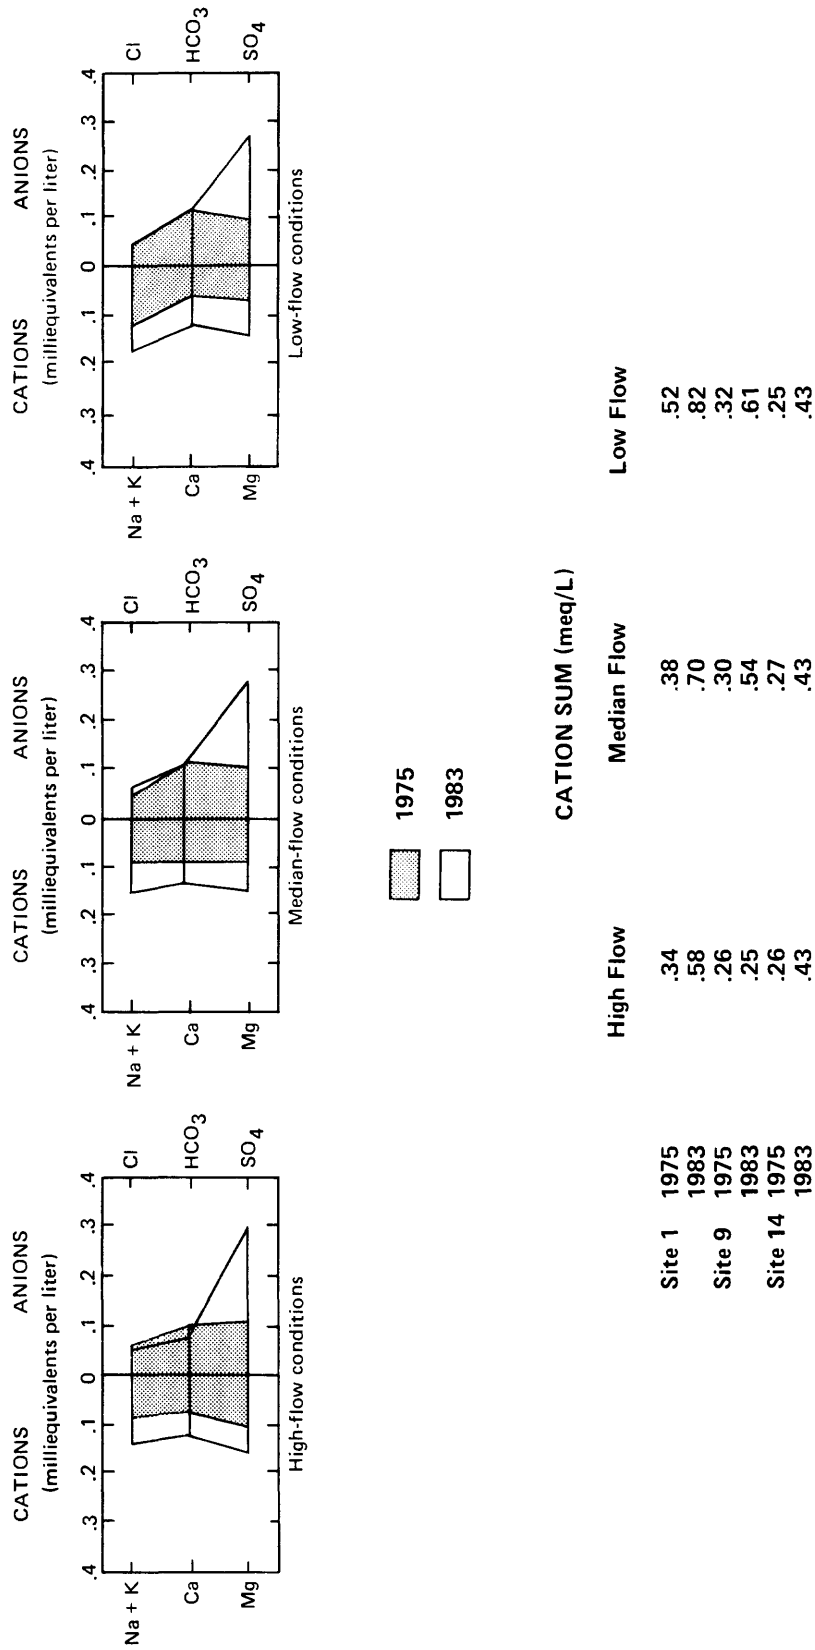 CATIONS ANIONS
(milliequivalents per liter)
.4 .3 .2 .1 0 .1 .2 .3 .4
Na + K Cl
Ca HCO3
Mg SO4
High-flow conditions
CATIONS ANIONS
(milliequivalents per liter)
.4 .3 .2 .1 0 .1 .2 .3 .4
Na + K Cl
Ca HCO3
Mg SO4
Median-flow conditions
CATIONS ANIONS
(milliequivalents per liter)
.4 .3 .2 .1 0 .1 .2 .3 .4
Na + K Cl
Ca HCO3
Mg SO4
Low-flow conditions
1975
1983
CATION SUM (meq/L)
High Flow Median Flow Low Flow
Site 1 1975 .34 .38 .52
1983 .58 .70 .82
Site 9 1975 .26 .30 .32
1983 .25 .54 .61
Site 14 1975 .26 .27 .25
1983 .43 .43 .43